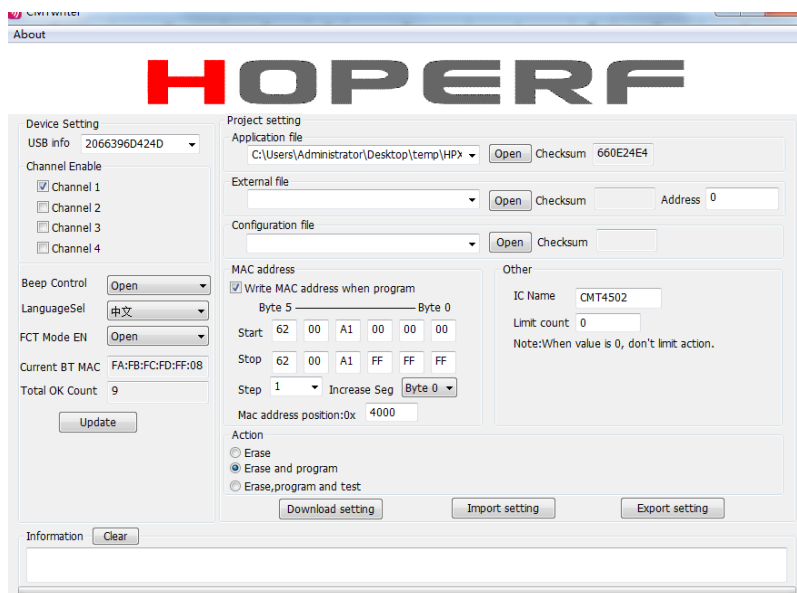 CMTwriter
About
HOPERF
Device Setting
USB info 2066396D424D
Channel Enable
Channel 1
Channel 2
Channel 3
Channel 4
Beep Control Open
LanguageSel 中文
FCT Mode EN Open
Current BT MAC FA:FB:FC:FD:FF:08
Total OK Count 9
Update
Project setting
Application file
C:\Users\Administrator\Desktop\temp\HPX Open Checksum 660E24E4
External file
Open Checksum Address 0
Configuration file
Open Checksum
MAC address
Write MAC address when program
Byte 5 Byte 0
Start 62 00 A1 00 00 00
Stop 62 00 A1 FF FF FF
Step 1 Increase Seg Byte 0
Mac address position:0x 4000
Other
IC Name CMT4502
Limit count 0
Note:When value is 0, don't limit action.
Action
Erase
Erase and program
Erase,program and test
Download setting Import setting Export setting
Information Clear